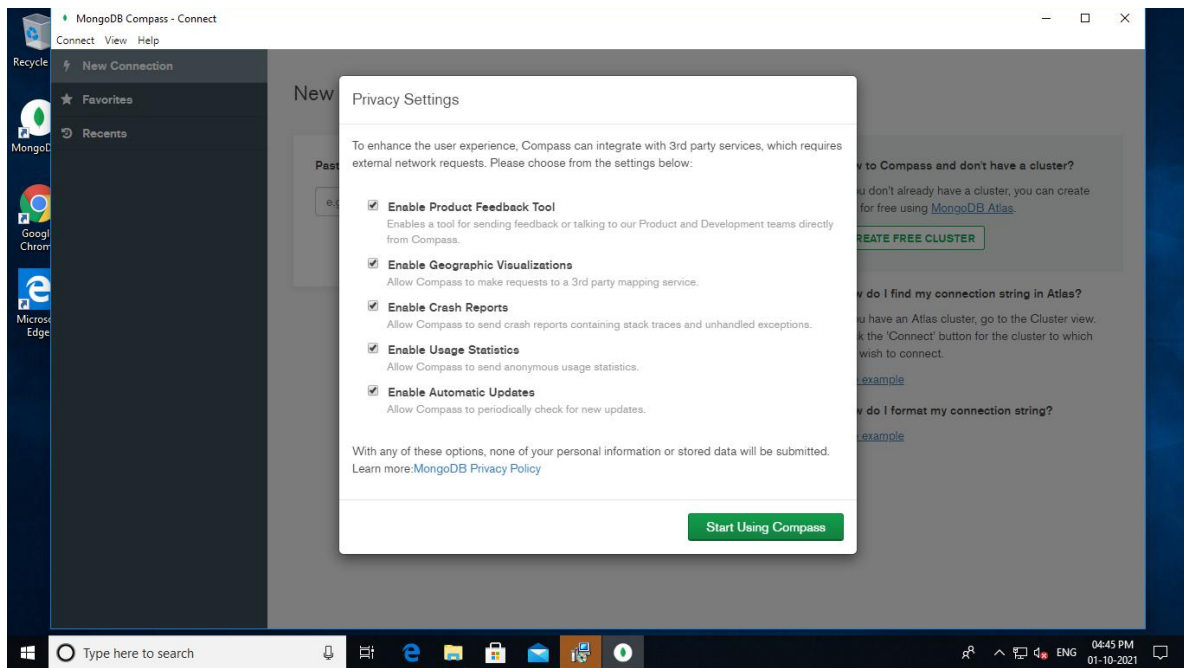 MongoDB Compass - Connect
Connect View Help
Recycle
New Connection
Favorites
Recents
New
Privacy Settings
To enhance the user experience, Compass can integrate with 3rd party services, which requires
external network requests. Please choose from the settings below:
Enable Product Feedback Tool
Enables a tool for sending feedback or talking to our Product and Development teams directly
from Compass.
Enable Geographic Visualizations
Allow Compass to make requests to a 3rd party mapping service.
Enable Crash Reports
Allow Compass to send crash reports containing stack traces and unhandled exceptions.
Enable Usage Statistics
Allow Compass to send anonymous usage statistics.
Enable Automatic Updates
Allow Compass to periodically check for new updates.
With any of these options, none of your personal information or stored data will be submitted.
Learn more:MongoDB Privacy Policy
Start Using Compass
Past
e.g
w to Compass and don't have a cluster?
u don't already have a cluster, you can create
for free using MongoDB Atlas.
REATE FREE CLUSTER
w do I find my connection string in Atlas?
u have an Atlas cluster, go to the Cluster view.
k the 'Connect' button for the cluster to which
wish to connect.
example
w do I format my connection string?
example
MongoD
Googl
Chrom
Microso
Edge
Type here to search
ENG
04:45 PM
01-10-2021